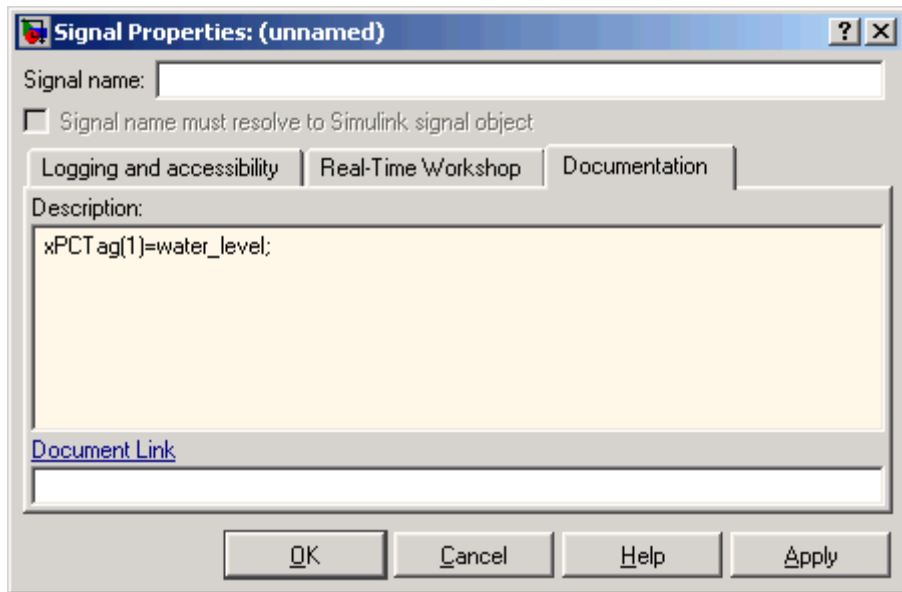 Signal Properties: (unnamed)
Signal name:
Signal name must resolve to Simulink signal object
Logging and accessibility Real-Time Workshop Documentation
Description:
xPCTag(1)=water_level;
Document Link
OK Cancel Help Apply